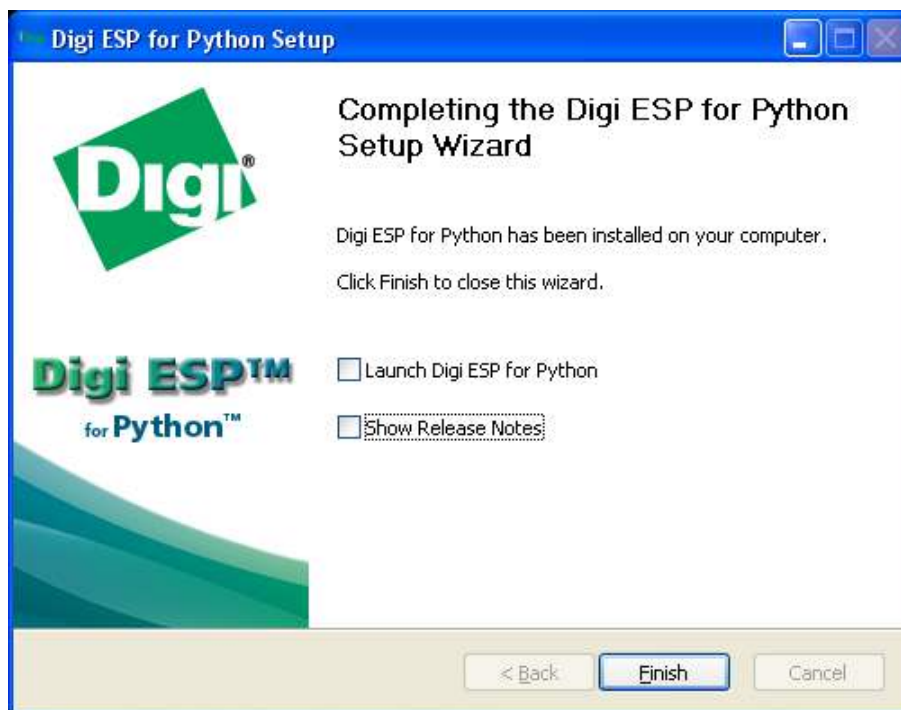 Digi ESP for Python Setup
Digi®
Completing the Digi ESP for Python
Setup Wizard
Digi ESP for Python has been installed on your computer.
Click Finish to close this wizard.
Digi ESP™
for Python™
Launch Digi ESP for Python
Show Release Notes
< Back
Finish
Cancel